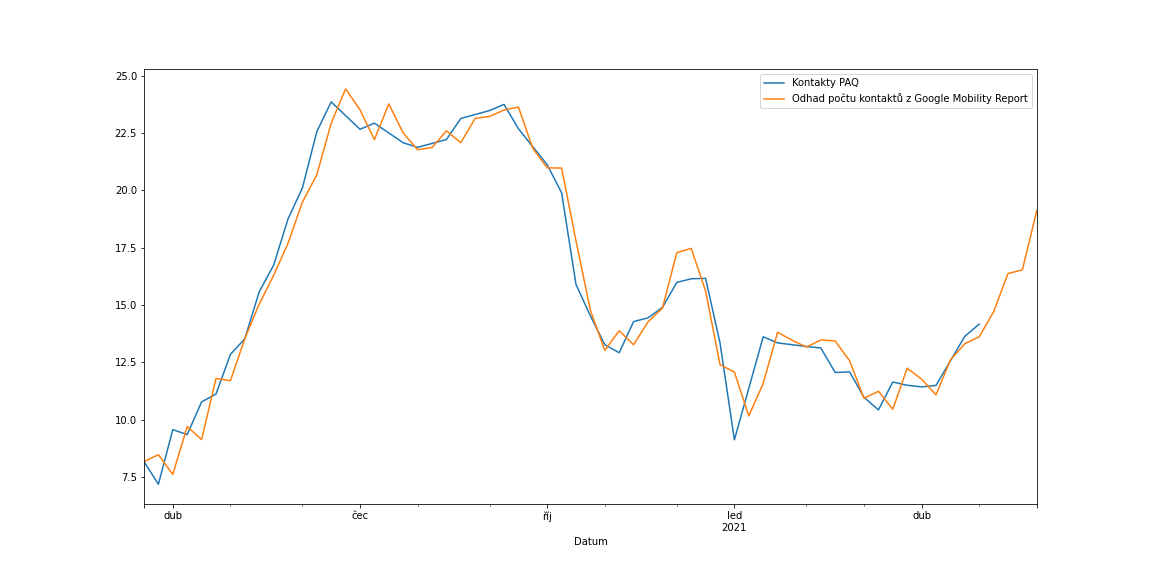 25.0
22.5
20.0
17.5
15.0
12.5
10.0
7.5
Kontakty PAQ
Odhad počtu kontaktů z Google Mobility Report
dub
čec
říj
led
2021
dub
Datum